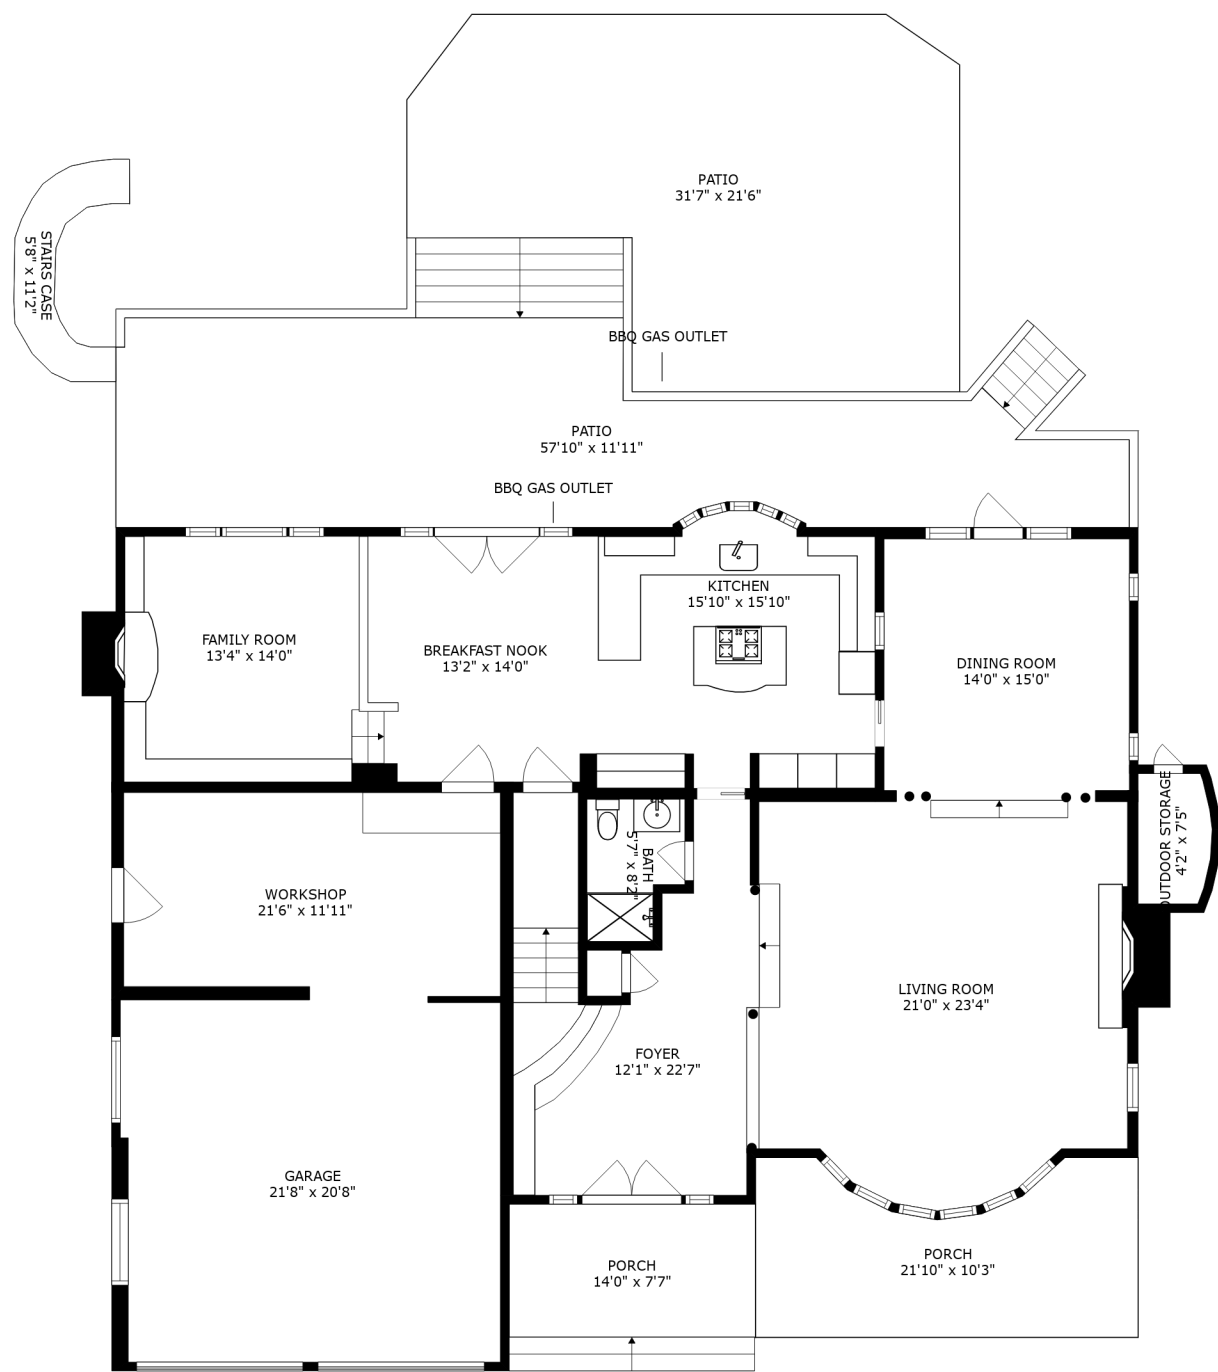 PATIO
31'7" x 21'6"
STAIRS CASE
5'8" x 11'2"
BBQ GAS OUTLET
PATIO
57'10" x 11'11"
BBQ GAS OUTLET
KITCHEN
15'10" x 15'10"
FAMILY ROOM
13'4" x 14'0"
BREAKFAST NOOK
13'2" x 14'0"
DINING ROOM
14'0" x 15'0"
OUTDOOR STORAGE
4'2" x 7'5"
BATH
5'7" x 8'2"
WORKSHOP
21'6" x 11'11"
LIVING ROOM
21'0" x 23'4"
FOYER
12'1" x 22'7"
GARAGE
21'8" x 20'8"
PORCH
14'0" x 7'7"
PORCH
21'10" x 10'3"